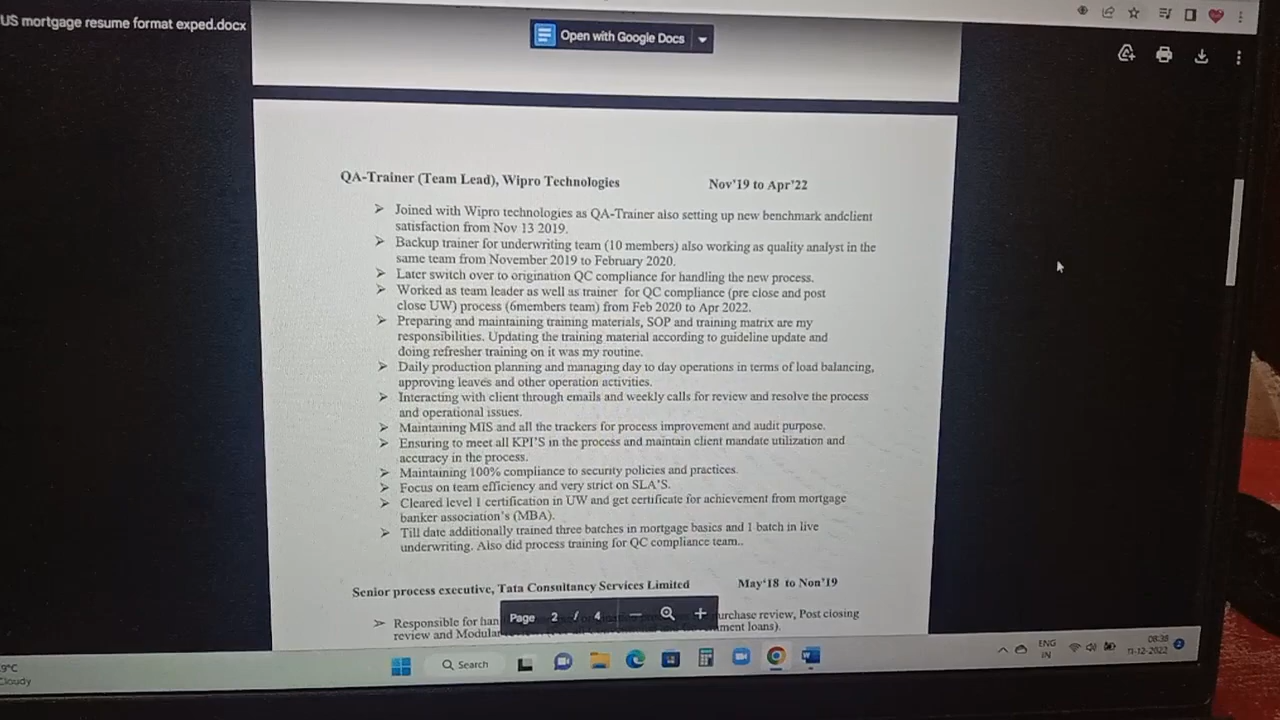 US mortgage resume format exped.docx
Open with Google Docs
QA-Trainer (Team Lead), Wipro Technologies Nov'19 to Apr'22
➢ Joined with Wipro technologies as QA-Trainer also setting up new benchmark andclient
satisfaction from Nov 13 2019.
➢ Backup trainer for underwriting team (10 members) also working as quality analyst in the
same team from November 2019 to February 2020.
➢ Later switch over to origination QC compliance for handling the new process.
➢ Worked as team leader as well as trainer for QC compliance (pre close and post
close UW) process (6members team) from Feb 2020 to Apr 2022.
➢ Preparing and maintaining training materials, SOP and training matrix are my
responsibilities. Updating the training material according to guideline update and
doing refresher training on it was my routine.
➢ Daily production planning and managing day to day operations in terms of load balancing,
approving leaves and other operation activities.
➢ Interacting with client through emails and weekly calls for review and resolve the process
and operational issues.
➢ Maintaining MIS and all the trackers for process improvement and audit purpose.
➢ Ensuring to meet all KPI'S in the process and maintain client mandate utilization and
accuracy in the process.
➢ Maintaining 100% compliance to security policies and practices.
➢ Focus on team efficiency and very strict on SLA'S.
➢ Cleared level 1 certification in UW and get certificate for achievement from mortgage
banker association's (MBA).
➢ Till date additionally trained three batches in mortgage basics and 1 batch in live
underwriting. Also did process training for QC compliance team..
Senior process executive, Tata Consultancy Services Limited May'18 to Non'19
➢ Responsible for han urchase review, Post closing
review and Modular ment loans).
Page 2 / 4
9°C
Cloudy
Search
ENG
IN
08:38
11-12-2022
2